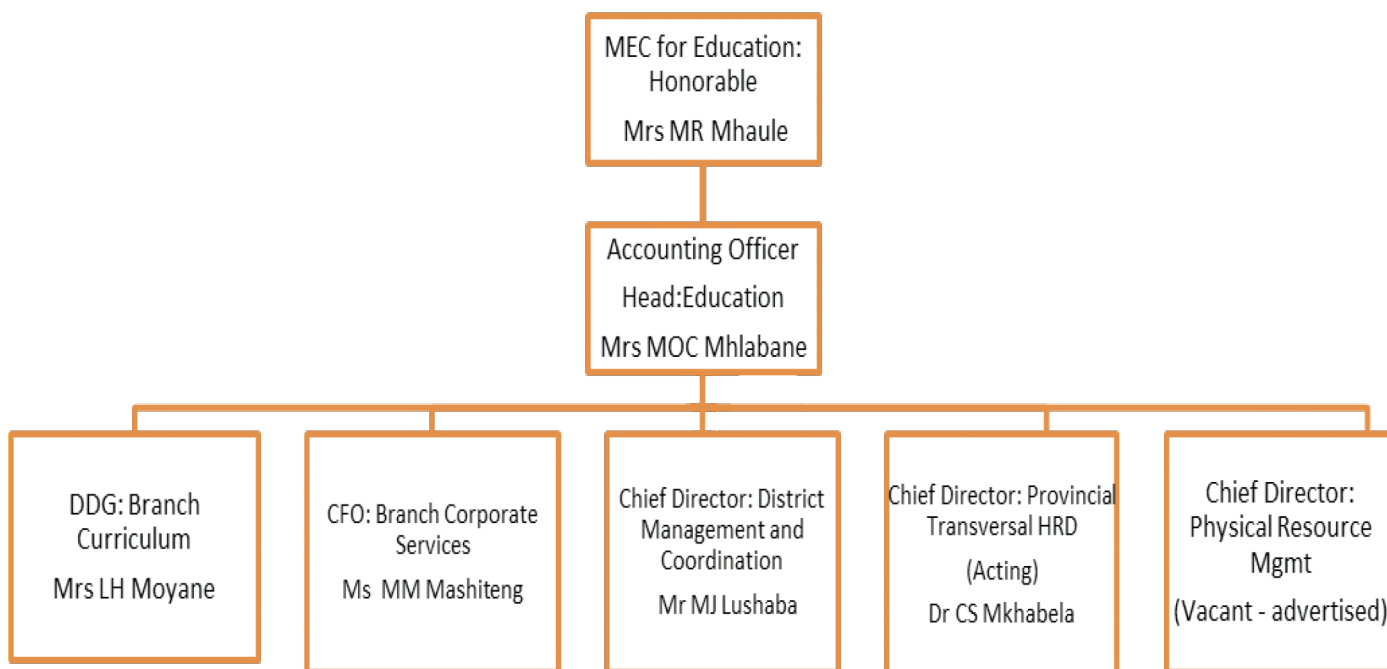 MEC for Education:
Honorable
Mrs MR Mhaule
Accounting Officer
Head:Education
Mrs MOC Mhlabane
DDG: Branch
Curriculum
Mrs LH Moyane
CFO: Branch Corporate
Services
Ms MM Mashiteng
Chief Director: District
Management and
Coordination
Mr MJ Lushaba
Chief Director: Provincial
Transversal HRD
(Acting)
Dr CS Mkhabela
Chief Director:
Physical Resource
Mgmt
(Vacant - advertised)